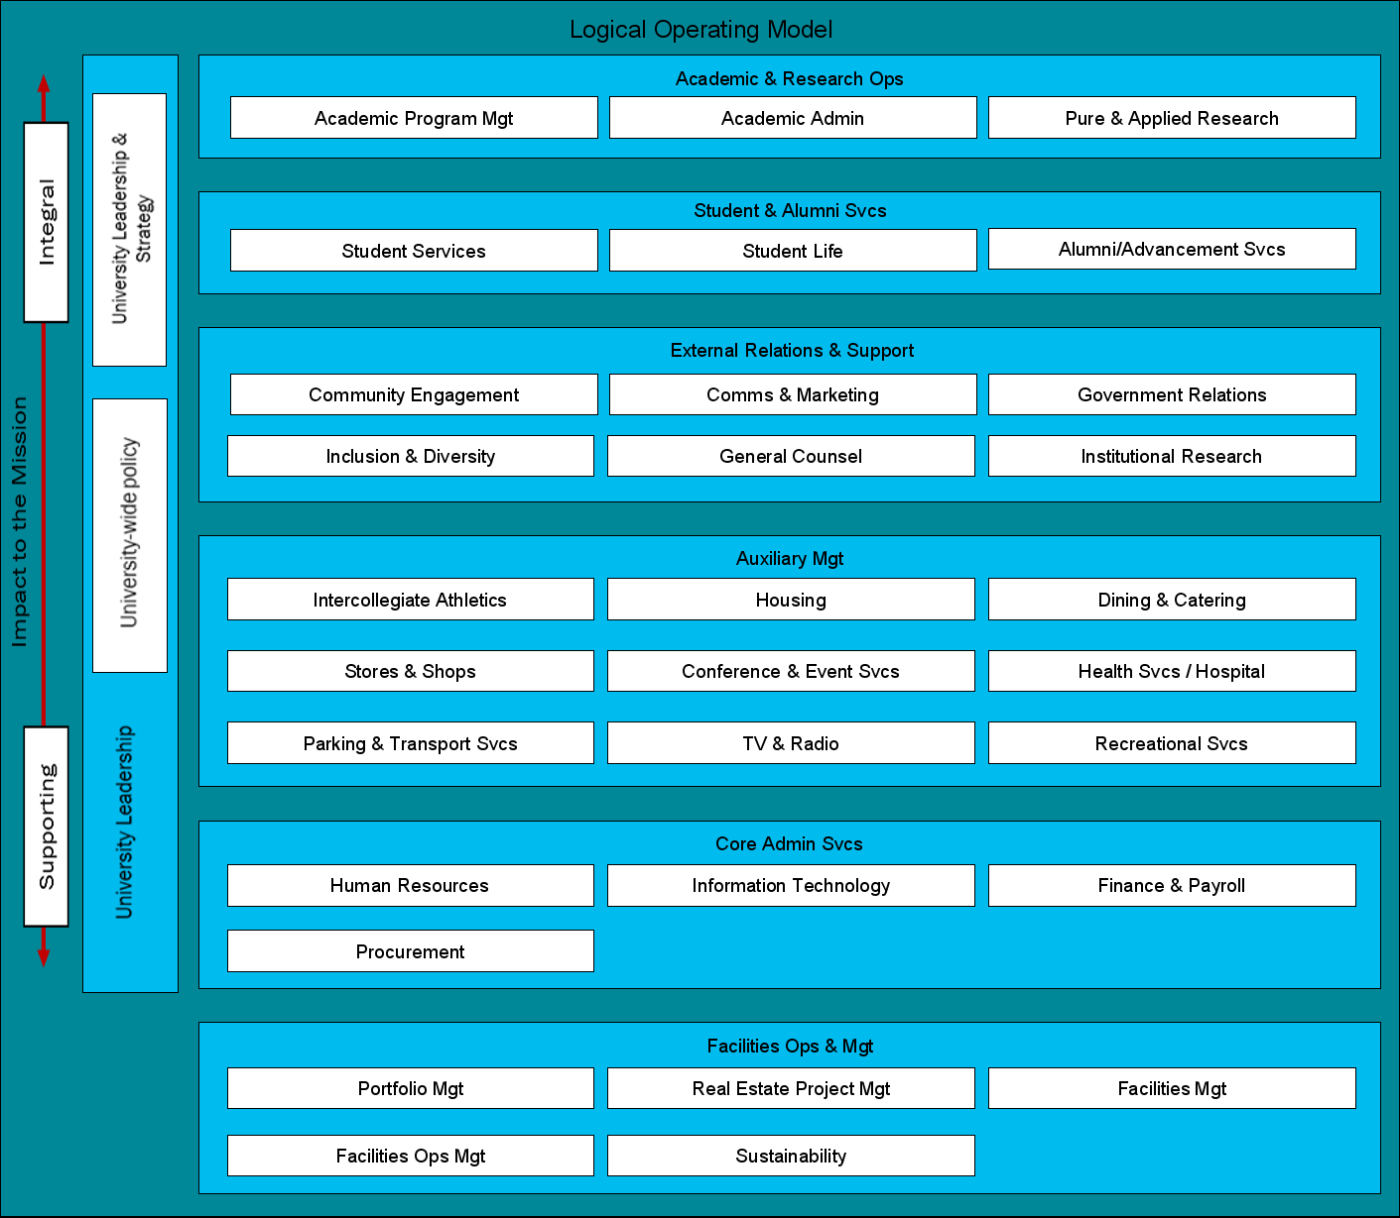 Logical Operating Model
Impact to the Mission
Integral
Supporting
University Leadership &
Strategy
University-wide policy
University Leadership
Academic & Research Ops
Academic Program Mgt
Academic Admin
Pure & Applied Research
Student & Alumni Svcs
Student Services
Student Life
Alumni/Advancement Svcs
External Relations & Support
Community Engagement
Comms & Marketing
Government Relations
Inclusion & Diversity
General Counsel
Institutional Research
Auxiliary Mgt
Intercollegiate Athletics
Housing
Dining & Catering
Stores & Shops
Conference & Event Svcs
Health Svcs / Hospital
Parking & Transport Svcs
TV & Radio
Recreational Svcs
Core Admin Svcs
Human Resources
Information Technology
Finance & Payroll
Procurement
Facilities Ops & Mgt
Portfolio Mgt
Real Estate Project Mgt
Facilities Mgt
Facilities Ops Mgt
Sustainability